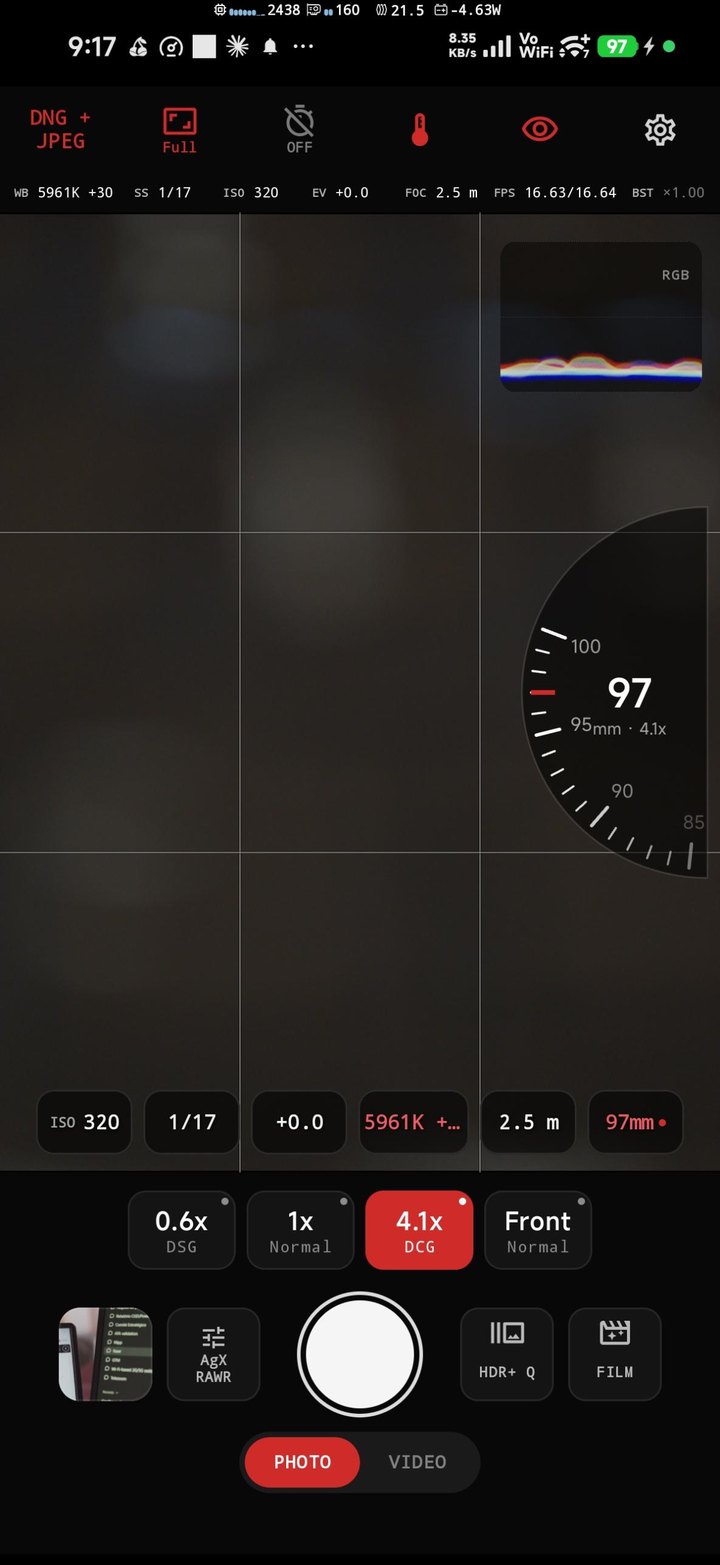 2438 160 21.5 -4.63W
9:17 ... 8.35 KB/s Vo WiFi 7 97
DNG + JPEG
Full
OFF
WB 5961K +30 SS 1/17 ISO 320 EV +0.0 FOC 2.5 m FPS 16.63/16.64 BST ×1.00
RGB
100
97
95mm · 4.1x
90
85
ISO 320 1/17 +0.0 5961K +... 2.5 m 97mm
0.6x 1x 4.1x Front
DSG Normal DCG Normal
AgX
RAWR
HDR+ Q
FILM
PHOTO VIDEO